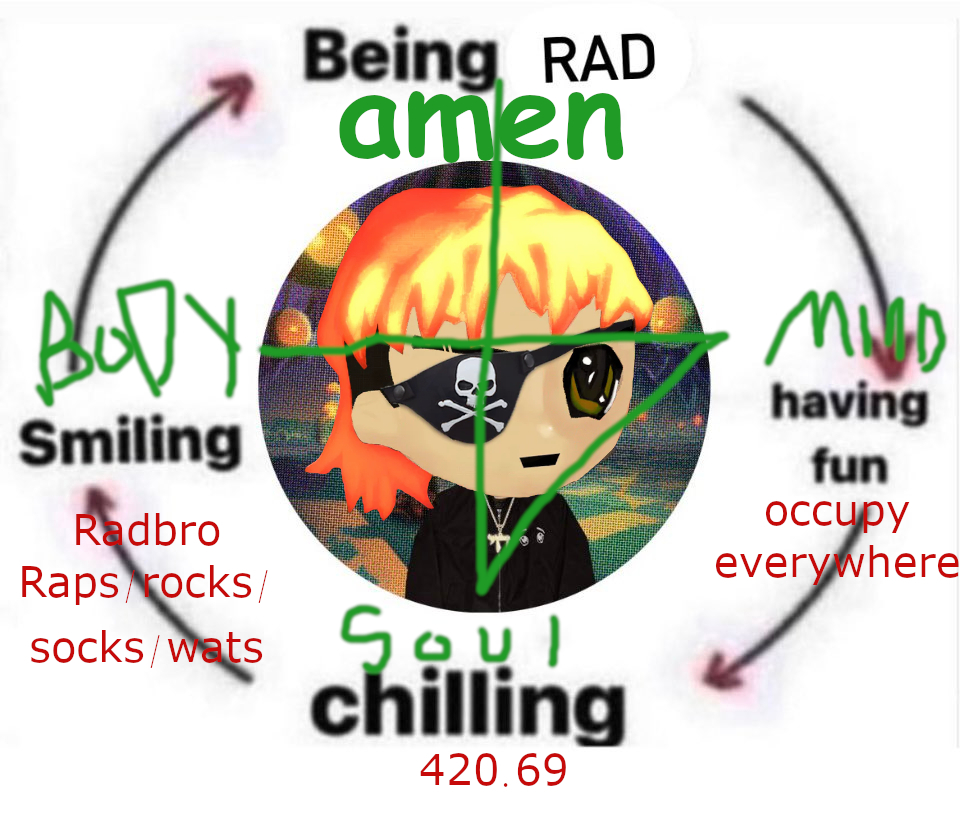 Being RAD
amen
BODY
MIND
Smiling
having
fun
occupy
everywhere
Radbro
Raps/rocks/
socks/wats
Soul
chilling
420.69